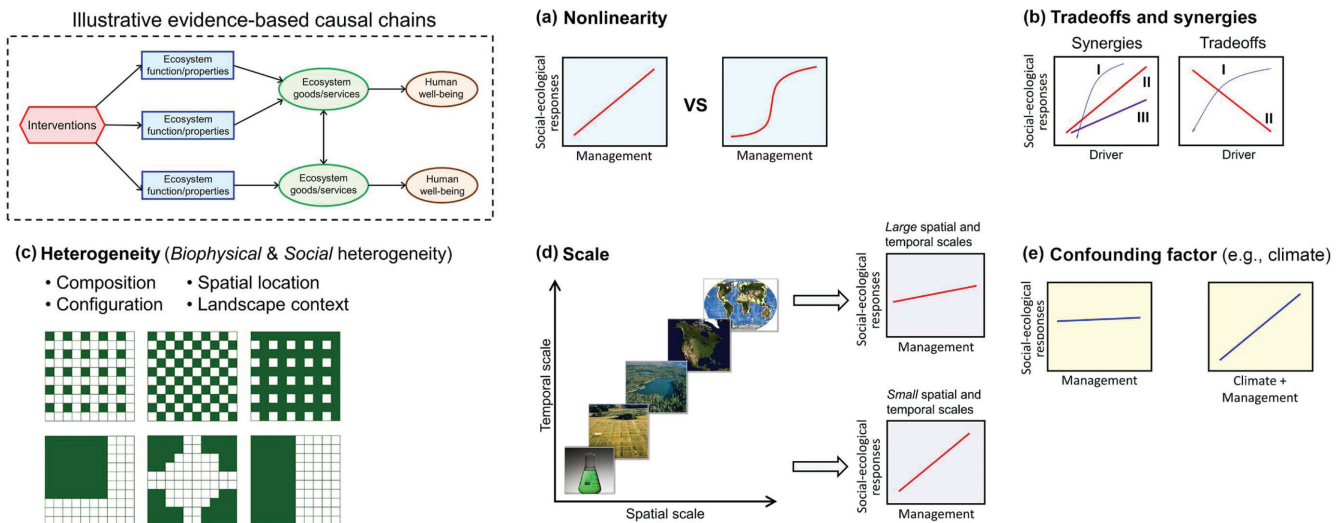 Illustrative evidence-based causal chains
Interventions
Ecosystem
function/properties
Ecosystem
function/properties
Ecosystem
function/properties
Ecosystem
goods/services
Ecosystem
goods/services
Human
well-being
Human
well-being
(a) Nonlinearity
Social-ecological
responses
Management
VS
Management
(b) Tradeoffs and synergies
Synergies
Tradeoffs
Social-ecological
responses
I
II
III
Driver
I
II
Driver
(c) Heterogeneity (Biophysical & Social heterogeneity)
• Composition
• Spatial location
• Configuration
• Landscape context
(d) Scale
Temporal scale
Spatial scale
Large spatial and
temporal scales
Social-ecological
responses
Management
Small spatial and
temporal scales
Social-ecological
responses
Management
(e) Confounding factor (e.g., climate)
Social-ecological
responses
Management
Climate +
Management